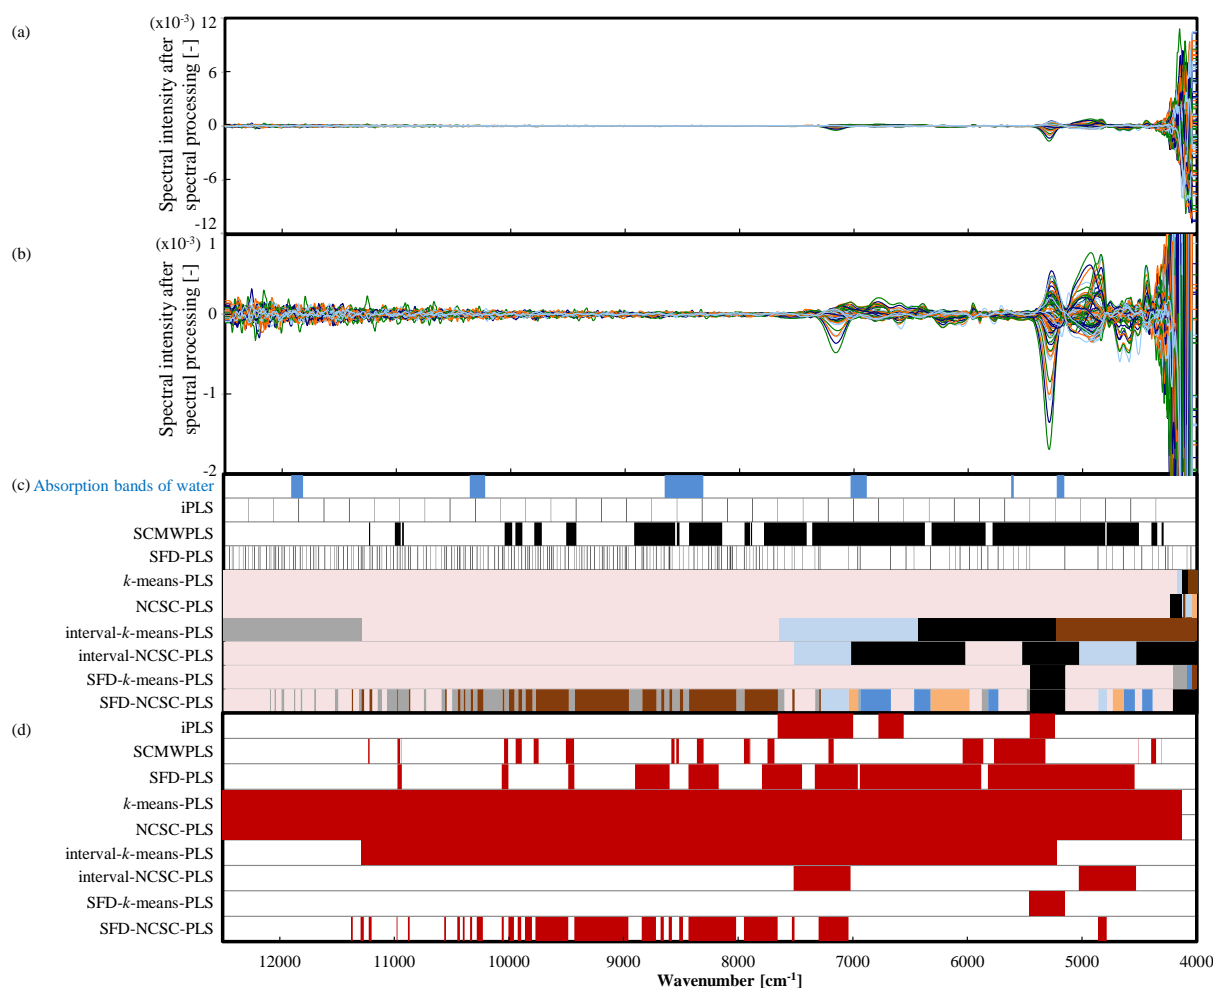 (a)
(x10-3)
Spectral intensity after
spectral processing [-]
12
6
0
-6
-12
(b)
(x10-3)
Spectral intensity after
spectral processing [-]
1
0
-1
-2
(c) Absorption bands of water
iPLS
SCMWPLS
SFD-PLS
k-means-PLS
NCSC-PLS
interval-k-means-PLS
interval-NCSC-PLS
SFD-k-means-PLS
SFD-NCSC-PLS
(d)
iPLS
SCMWPLS
SFD-PLS
k-means-PLS
NCSC-PLS
interval-k-means-PLS
interval-NCSC-PLS
SFD-k-means-PLS
SFD-NCSC-PLS
12000 11000 10000 9000 8000 7000 6000 5000 4000
Wavenumber [cm-1]